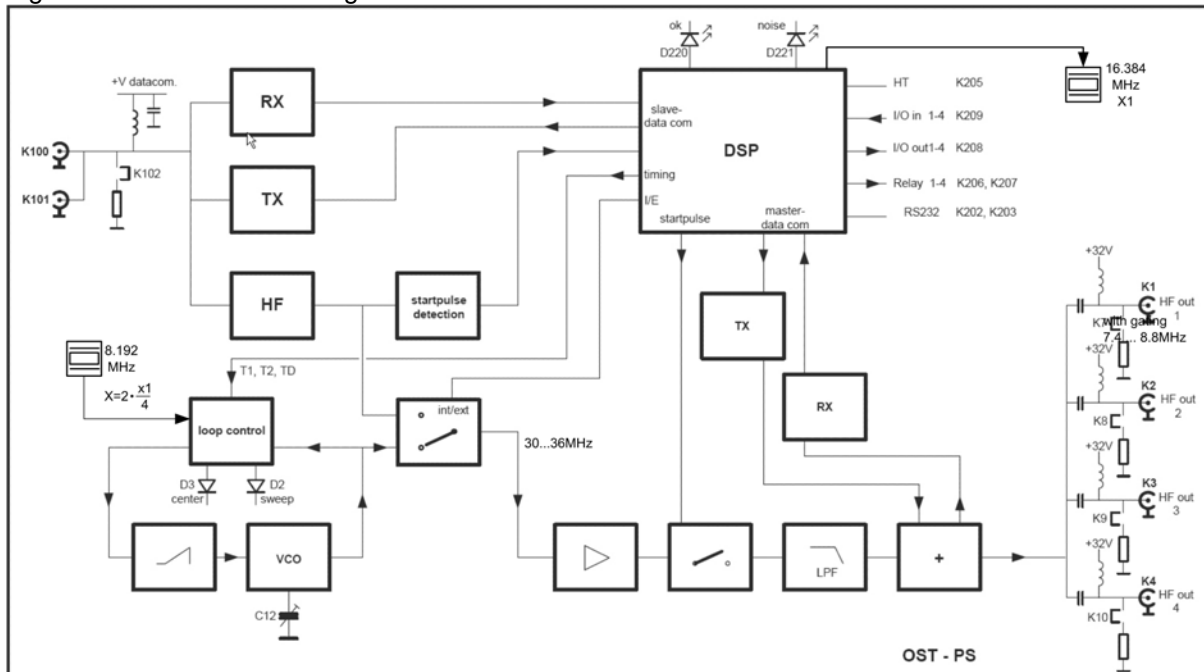 ok
noise
D220
D221
16.384
MHz
X1
+V datacom.
RX
slave-
data com
DSP
HT K205
I/O in 1-4 K209
I/O out1-4 K208
Relay 1-4 K206, K207
RS232 K202, K203
K100
K102
K101
TX
timing
I/E
startpulse
master-
data com
HF
startpulse
detection
TX
RX
+32V
K1
HF out
1
K7
with gating
7.4 ... 8.8MHz
+32V
K2
HF out
2
K8
+32V
K3
HF out
3
K9
+32V
K4
HF out
4
K10
8.192
MHz
X=2·x1/4
T1, T2, TD
loop control
int/ext
30...36MHz
D3
center
D2
sweep
VCO
C12
LPF
+
OST - PS